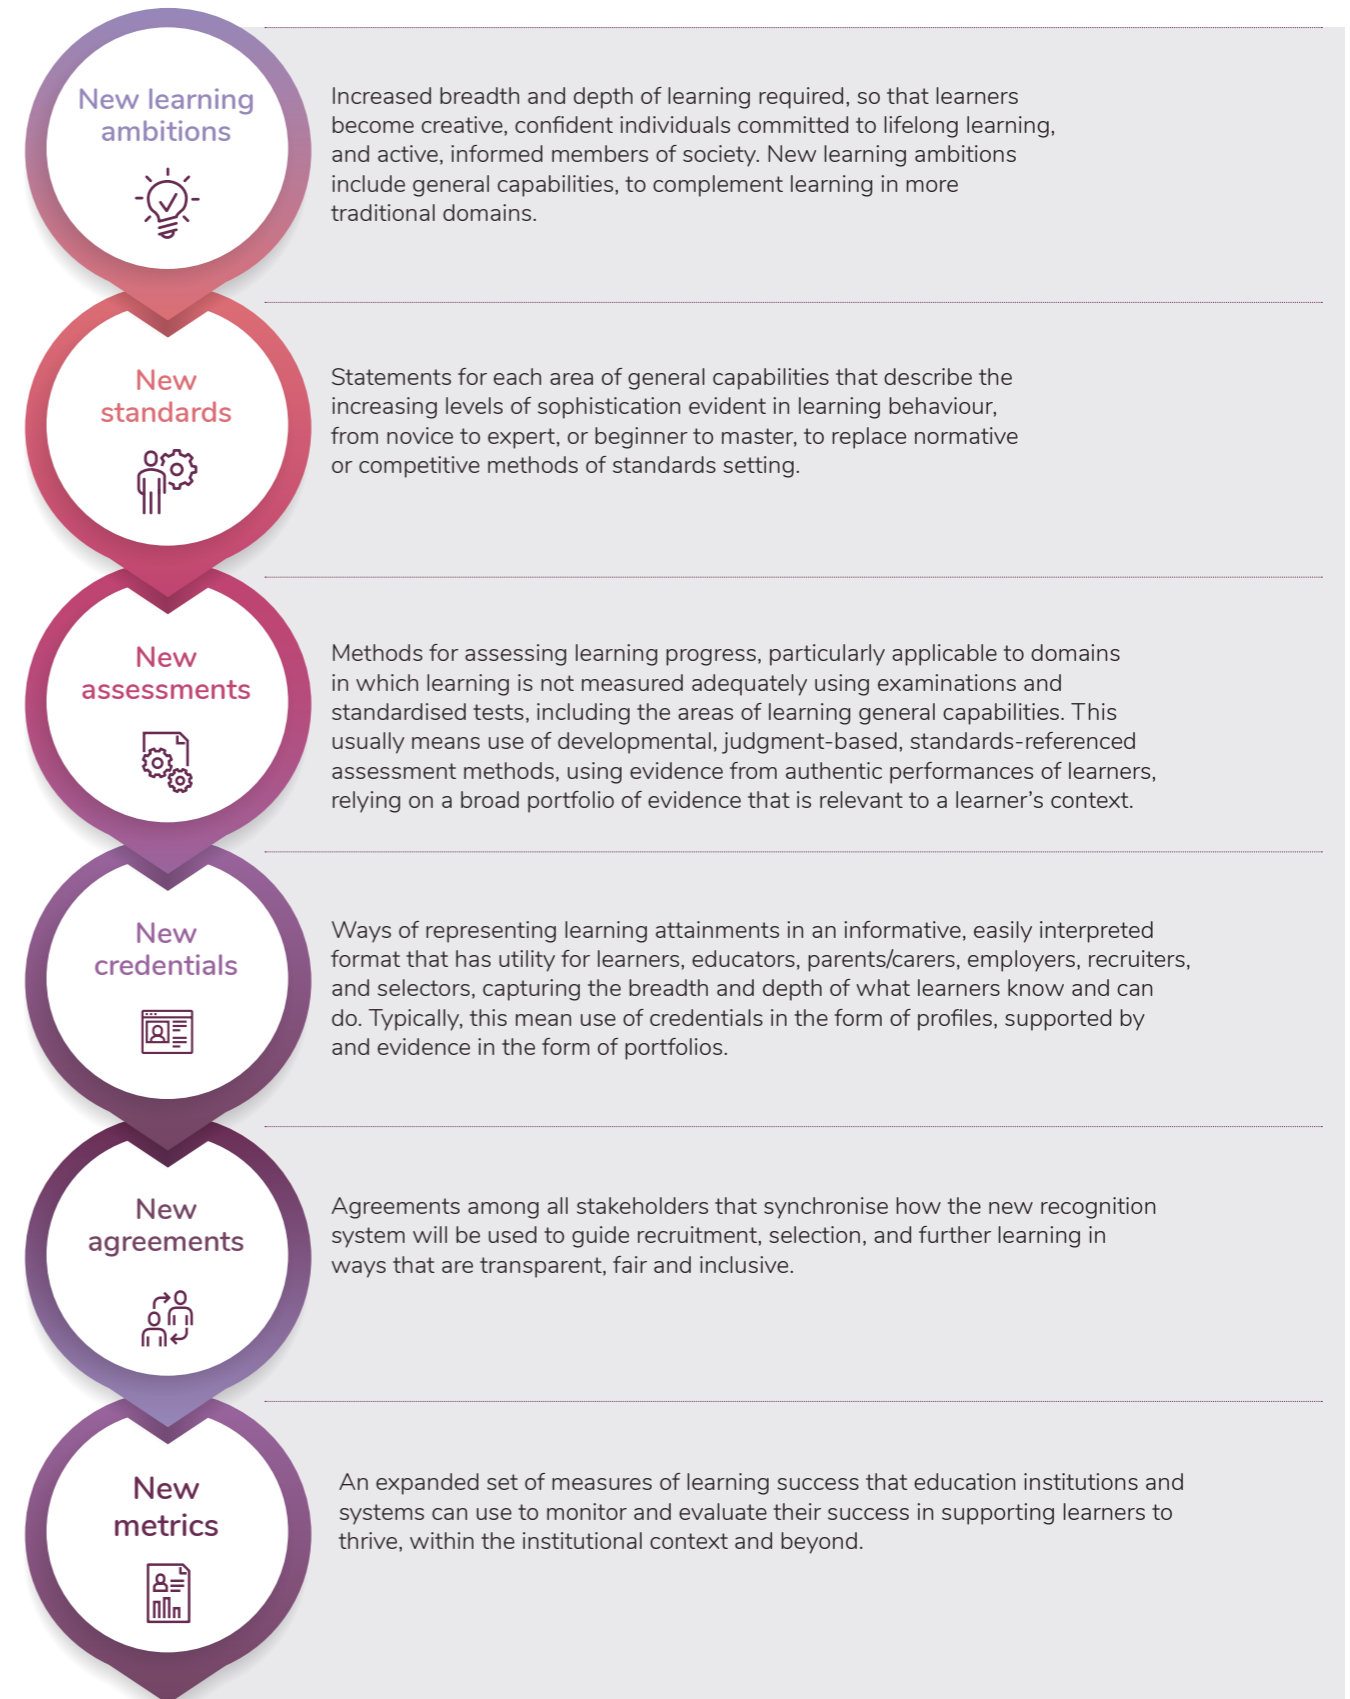 New learning
ambitions
Increased breadth and depth of learning required, so that learners
become creative, confident individuals committed to lifelong learning,
and active, informed members of society. New learning ambitions
include general capabilities, to complement learning in more
traditional domains.
New
standards
Statements for each area of general capabilities that describe the
increasing levels of sophistication evident in learning behaviour,
from novice to expert, or beginner to master, to replace normative
or competitive methods of standards setting.
New
assessments
Methods for assessing learning progress, particularly applicable to domains
in which learning is not measured adequately using examinations and
standardised tests, including the areas of learning general capabilities. This
usually means use of developmental, judgment-based, standards-referenced
assessment methods, using evidence from authentic performances of learners,
relying on a broad portfolio of evidence that is relevant to a learner’s context.
New
credentials
Ways of representing learning attainments in an informative, easily interpreted
format that has utility for learners, educators, parents/carers, employers, recruiters,
and selectors, capturing the breadth and depth of what learners know and can
do. Typically, this mean use of credentials in the form of profiles, supported by
and evidence in the form of portfolios.
New
agreements
Agreements among all stakeholders that synchronise how the new recognition
system will be used to guide recruitment, selection, and further learning in
ways that are transparent, fair and inclusive.
New
metrics
An expanded set of measures of learning success that education institutions and
systems can use to monitor and evaluate their success in supporting learners to
thrive, within the institutional context and beyond.